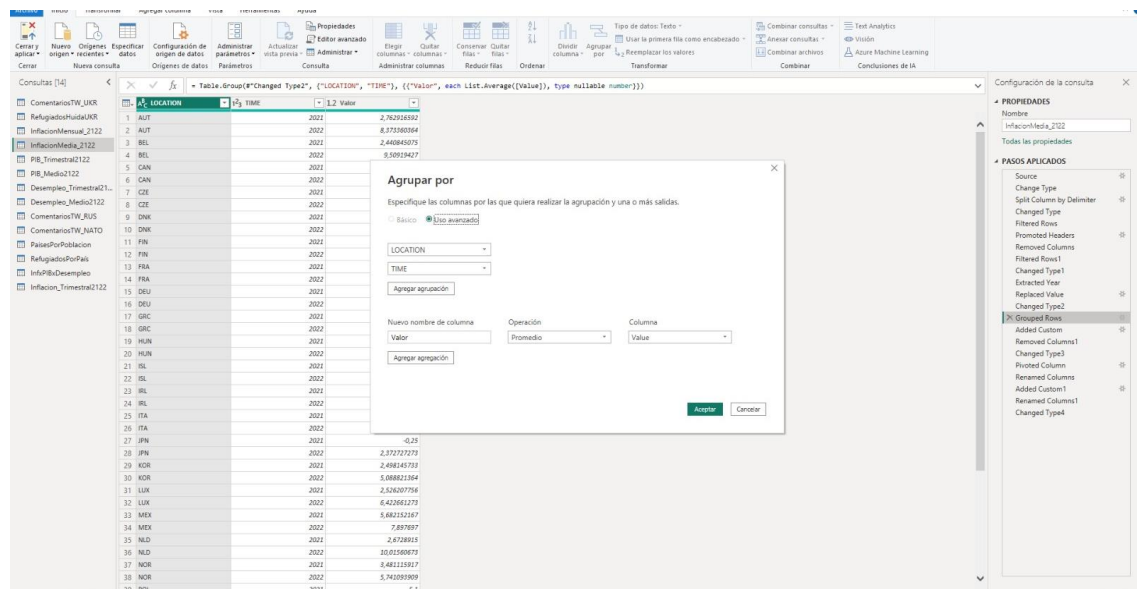 Archivo Inicio Transformar Agregar columna Vista Herramientas Ayuda
Cerrar y aplicar
Nuevo origen
Orígenes recientes
Especificar datos
Configuración de origen de datos
Administrar parámetros
Actualizar vista previa
Propiedades
Editor avanzado
Administrar
Elegir columnas
Quitar columnas
Conservar filas
Quitar filas
Dividir columna
Agrupar por
Tipo de datos: Texto
Usar la primera fila como encabezado
Reemplazar los valores
Combinar consultas
Anexar consultas
Combinar archivos
Text Analytics
Visión
Azure Machine Learning
Cerrar
Nueva consulta
Orígenes de datos
Parámetros
Consulta
Administrar columnas
Reducir filas
Ordenar
Transformar
Combinar
Conclusiones de IA
Consultas [14]
ComentariosTW_UKR
RefugiadosHuidaUKR
InflacionMensual_2122
InflacionMedia_2122
PIB_Trimestral2122
PIB_Medio2122
Desempleo_Trimestral21...
Desempleo_Medio2122
ComentariosTW_RUS
ComentariosTW_NATO
PaisesPorPoblacion
RefugiadosPorPaís
InfxPIBxDesempleo
Inflacion_Trimestral2122
fx = Table.Group(#"Changed Type2", {"LOCATION", "TIME"}, {{"Valor", each List.Average([Value]), type nullable number}})
ABC LOCATION 123 TIME 1.2 Valor
1 AUT 2021 2,762916592
2 AUT 2022 8,373360364
3 BEL 2021 2,440845075
4 BEL 2022 9,50919427
5 CAN 2021
6 CAN 2022
7 CZE 2021
8 CZE 2022
9 DNK 2021
10 DNK 2022
11 FIN 2021
12 FIN 2022
13 FRA 2021
14 FRA 2022
15 DEU 2021
16 DEU 2022
17 GRC 2021
18 GRC 2022
19 HUN 2021
20 HUN 2022
21 ISL 2021
22 ISL 2022
23 IRL 2021
24 IRL 2022
25 ITA 2021
26 ITA 2022
27 JPN 2021 -0,25
28 JPN 2022 2,372727273
29 KOR 2021 2,498145733
30 KOR 2022 5,088821364
31 LUX 2021 2,526207756
32 LUX 2022 6,422661273
33 MEX 2021 5,682152167
34 MEX 2022 7,897697
35 NLD 2021 2,6728915
36 NLD 2022 10,01560673
37 NOR 2021 3,481115917
38 NOR 2022 5,741093909
Agrupar por
Especifique las columnas por las que quiera realizar la agrupación y una o más salidas.
Básico Uso avanzado
LOCATION
TIME
Agregar agrupación
Nuevo nombre de columna Operación Columna
Valor Promedio Value
Agregar agregación
Aceptar Cancelar
Configuración de la consulta
PROPIEDADES
Nombre
InflacionMedia_2122
Todas las propiedades
PASOS APLICADOS
Source
Change Type
Split Column by Delimiter
Changed Type
Filtered Rows
Promoted Headers
Removed Columns
Filtered Rows1
Changed Type1
Extracted Year
Replaced Value
Changed Type2
Grouped Rows
Added Custom
Removed Columns1
Changed Type3
Pivoted Column
Renamed Columns
Added Custom1
Renamed Columns1
Changed Type4